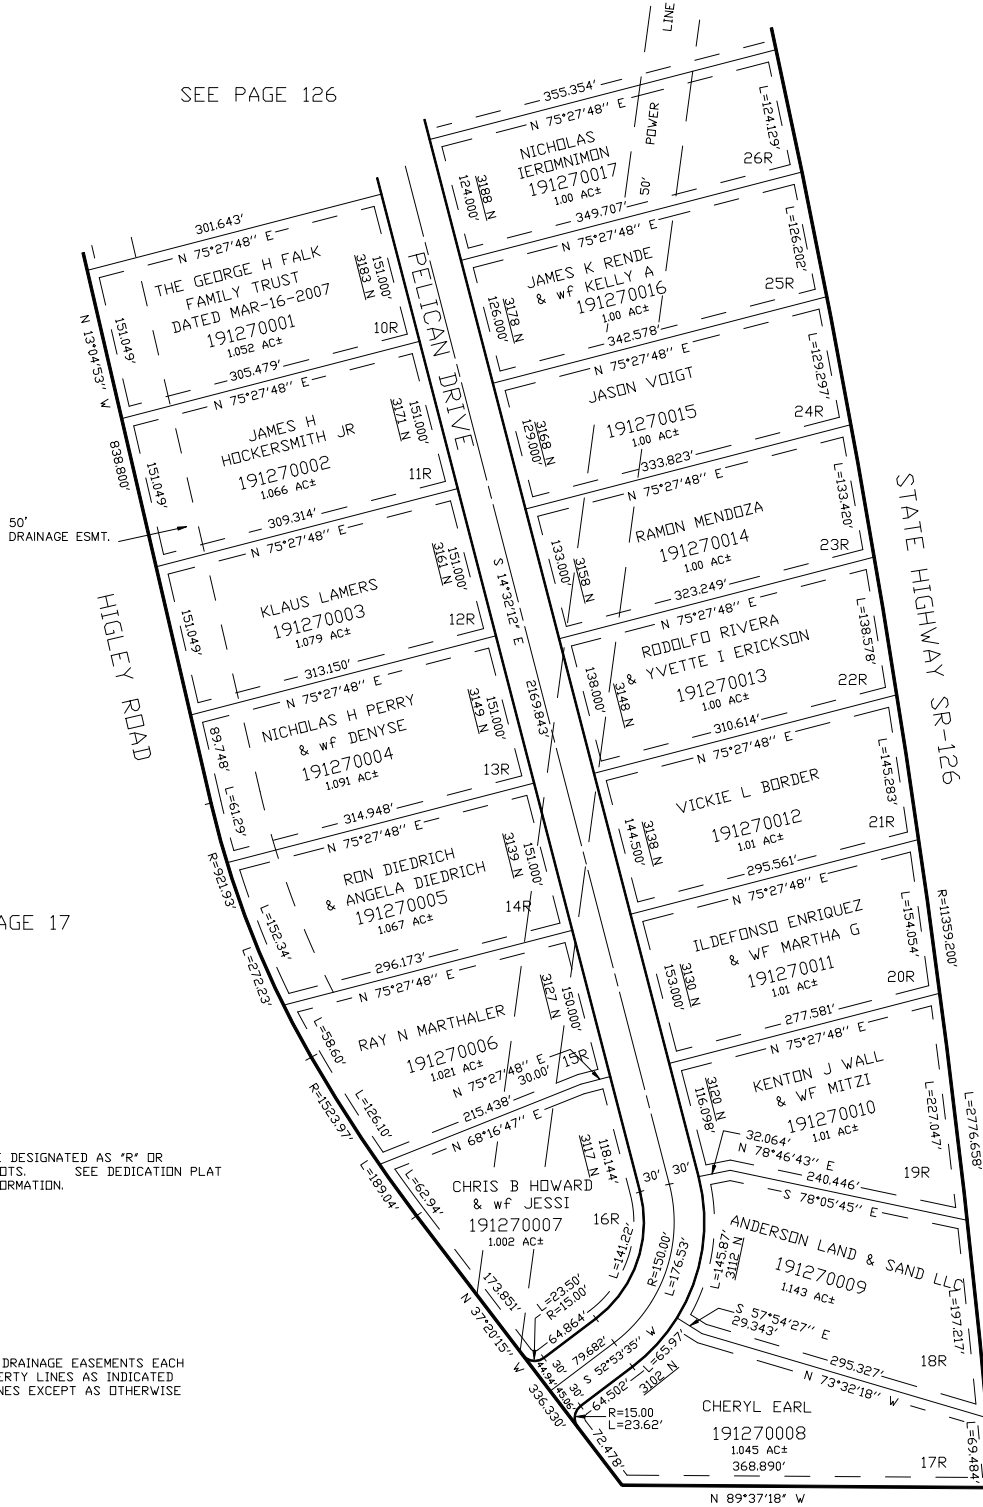 LINE
SEE PAGE 126
355.354'
N 75°27'48'' E
NICHOLAS
IEROMNIMON
191270017
1.00 AC±
POWER
50'
26R
L=124.129'
3188 N
124.000'
349.707'
N 75°27'48'' E
JAMES K RENDE
& wf KELLY A
191270016
1.00 AC±
25R
L=126.202'
3178 N
126.000'
342.578'
N 75°27'48'' E
JASON VOIGT
191270015
1.00 AC±
24R
L=129.297'
3168 N
129.000'
333.823'
N 75°27'48'' E
RAMON MENDOZA
191270014
1.00 AC±
23R
L=133.420'
3158 N
133.000'
323.249'
N 75°27'48'' E
RODOLFO RIVERA
& YVETTE I ERICKSON
191270013
1.00 AC±
22R
L=138.578'
3148 N
138.000'
310.614'
N 75°27'48'' E
VICKIE L BORDER
191270012
1.01 AC±
21R
L=145.283'
3138 N
144.500'
295.561'
N 75°27'48'' E
ILDEFONSO ENRIQUEZ
& WF MARTHA G
191270011
1.01 AC±
20R
L=154.054'
3130 N
153.000'
277.581'
N 75°27'48'' E
KENTON J WALL
& WF MITZI
191270010
1.01 AC±
19R
L=227.047'
3120 N
116.098'
32.064'
N 78°46'43'' E
240.446'
S 78°05'45'' E
ANDERSON LAND & SAND LLC
191270009
1.143 AC±
18R
L=197.217'
L=145.87'
3112 N
S 57°54'27'' E
29.343'
295.327'
N 73°32'18'' W
CHERYL EARL
191270008
1.045 AC±
368.890'
17R
L=69.484'
N 89°37'18" W
L=65.97'
3102 N
64.502'
R=15.00
L=23.62'
72.478'
STATE HIGHWAY SR-126
R=11359.200'
L=2776.658'
PELICAN DRIVE
S 14°32'12'' E
2169.843'
30'
30'
R=150.00'
L=176.53'
79.682'
S 52°53'35'' W
30'
30'
44.94'
45.06'
301.643'
N 75°27'48'' E
THE GEORGE H FALK
FAMILY TRUST
DATED MAR-16-2007
191270001
1.052 AC±
10R
151.000'
3183 N
151.049'
N 13°04'53'' W
838.800'
305.479'
N 75°27'48'' E
JAMES H
HOCKERSMITH JR
191270002
1.066 AC±
11R
151.000'
3171 N
151.049'
50'
DRAINAGE ESMT.
309.314'
N 75°27'48'' E
KLAUS LAMERS
191270003
1.079 AC±
12R
151.000'
3161 N
151.049'
HIGLEY ROAD
313.150'
N 75°27'48'' E
NICHOLAS H PERRY
& wf DENYSE
191270004
1.091 AC±
13R
151.000'
3149 N
89.748'
L=61.29'
314.948'
N 75°27'48'' E
RON DIEDRICH
& ANGELA DIEDRICH
191270005
1.067 AC±
14R
151.000'
3139 N
R=921.93'
L=272.23'
L=152.34'
AGE 17
296.173'
N 75°27'48'' E
RAY N MARTHALER
191270006
1.021 AC±
15R
150.000'
3127 N
L=58.60'
L=126.10'
R=1523.97'
L=189.04'
N 75°27'48'' E
30.00'
215.438'
N 68°16'47'' E
CHRIS B HOWARD
& wf JESSI
191270007
1.002 AC±
16R
118.144'
3117 N
L=62.94'
L=141.22'
173.851'
L=23.50'
R=15.00'
64.864'
N 37°20'15'' W
336.330'
E DESIGNATED AS "R" OR
OTS. SEE DEDICATION PLAT
ORMATION.
DRAINAGE EASEMENTS EACH
ERTY LINES AS INDICATED
NES EXCEPT AS OTHERWISE